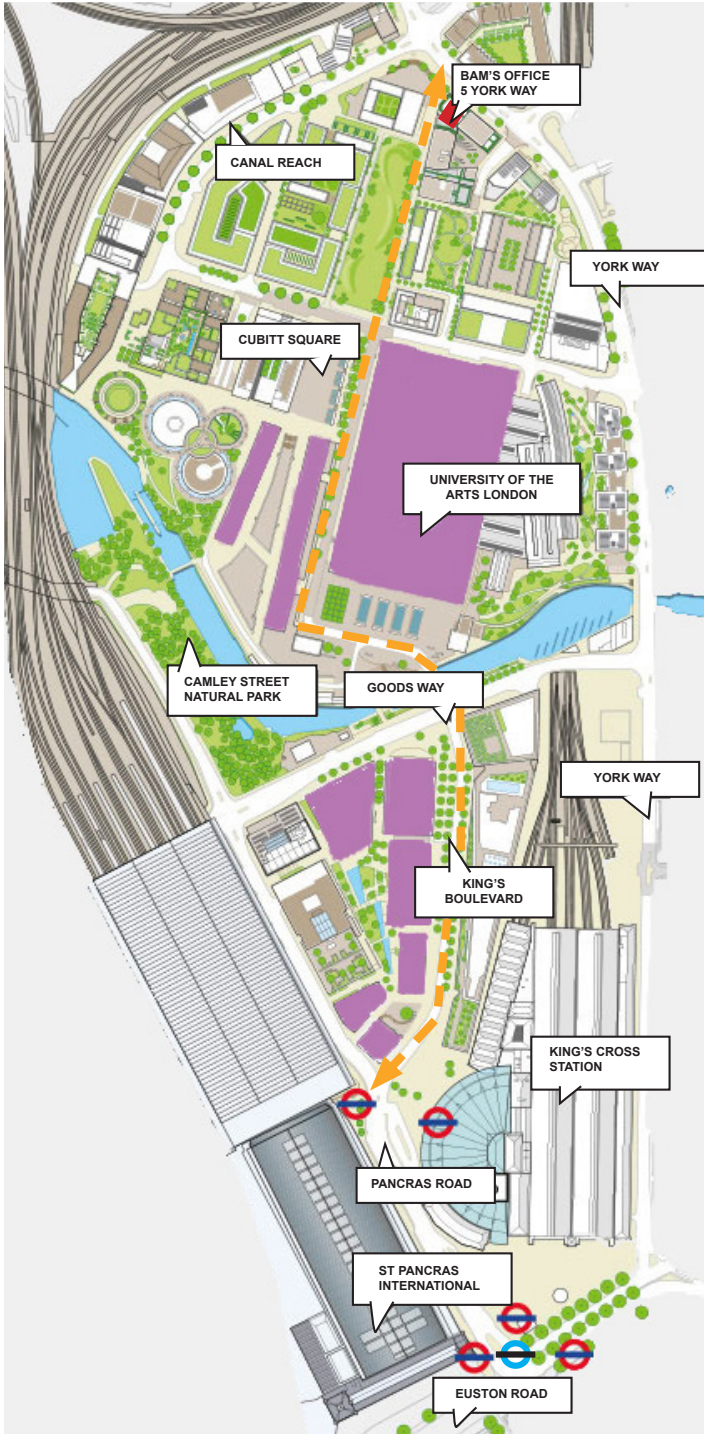 BAM'S OFFICE
5 YORK WAY
CANAL REACH
YORK WAY
CUBITT SQUARE
UNIVERSITY OF THE
ARTS LONDON
CAMLEY STREET
NATURAL PARK
GOODS WAY
YORK WAY
KING'S
BOULEVARD
KING'S CROSS
STATION
PANCRAS ROAD
ST PANCRAS
INTERNATIONAL
EUSTON ROAD